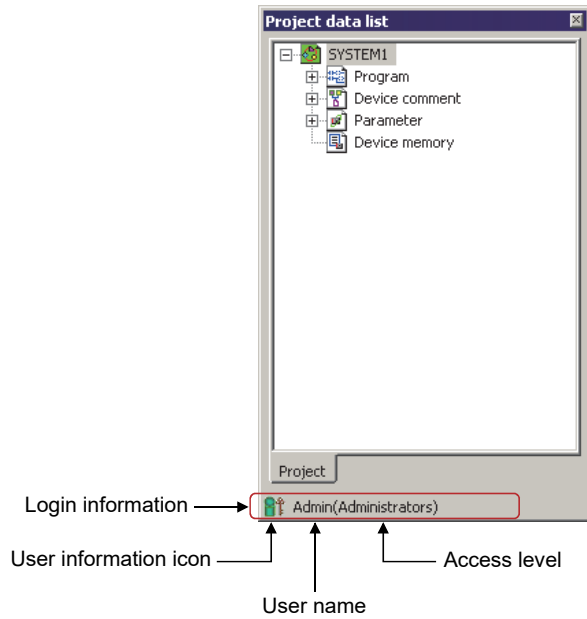 Project data list
SYSTEM1
Program
Device comment
Parameter
Device memory
Project
Login information
Admin(Administrators)
User information icon
Access level
User name